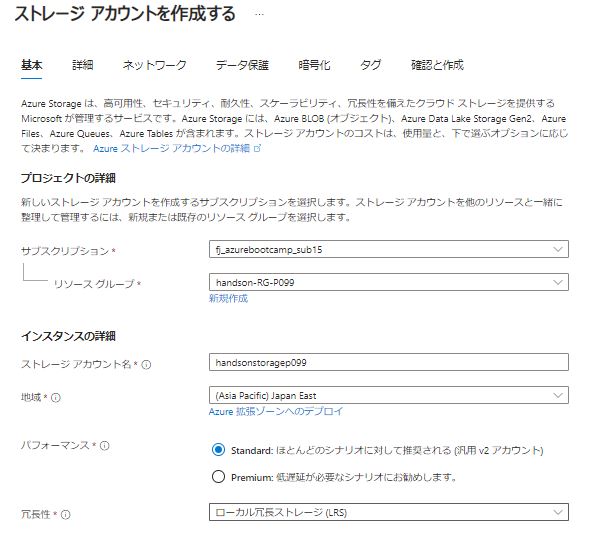 ストレージ アカウントを作成する ...
基本 詳細 ネットワーク データ保護 暗号化 タグ 確認と作成
Azure Storage は、高可用性、セキュリティ、耐久性、スケーラビリティ、冗長性を備えたクラウド ストレージを提供する
Microsoft が管理するサービスです。Azure Storage には、Azure BLOB (オブジェクト)、Azure Data Lake Storage Gen2、Azure
Files、Azure Queues、Azure Tables が含まれます。ストレージ アカウントのコストは、使用量と、下で選ぶオプションに応じ
て決まります。 Azure ストレージ アカウントの詳細
プロジェクトの詳細
新しいストレージ アカウントを作成するサブスクリプションを選択します。ストレージ アカウントを他のリソースと一緒に
整理して管理するには、新規または既存のリソース グループを選択します。
サブスクリプション * fj_azurebootcamp_sub15
リソース グループ * handson-RG-P099
新規作成
インスタンスの詳細
ストレージ アカウント名 * handsonstoragep099
地域 * (Asia Pacific) Japan East
Azure 拡張ゾーンへのデプロイ
パフォーマンス * Standard: ほとんどのシナリオに対して推奨される (汎用 v2 アカウント)
Premium: 低遅延が必要なシナリオにお勧めします。
冗長性 * ローカル冗長ストレージ (LRS)